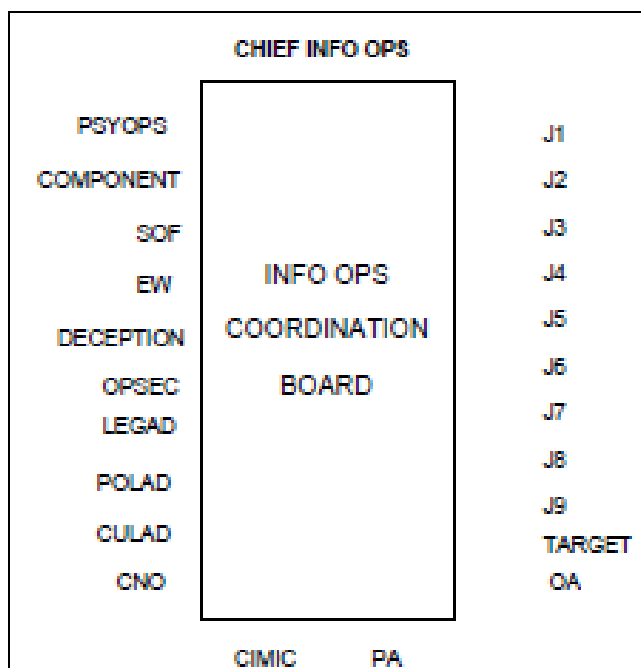 CHIEF INFO OPS
PSYOPS
COMPONENT
SOF
EW
DECEPTION
OPSEC
LEGAD
POLAD
CULAD
CNO
INFO OPS
COORDINATION
BOARD
J1
J2
J3
J4
J5
J6
J7
J8
J9
TARGET
OA
CIMIC PA